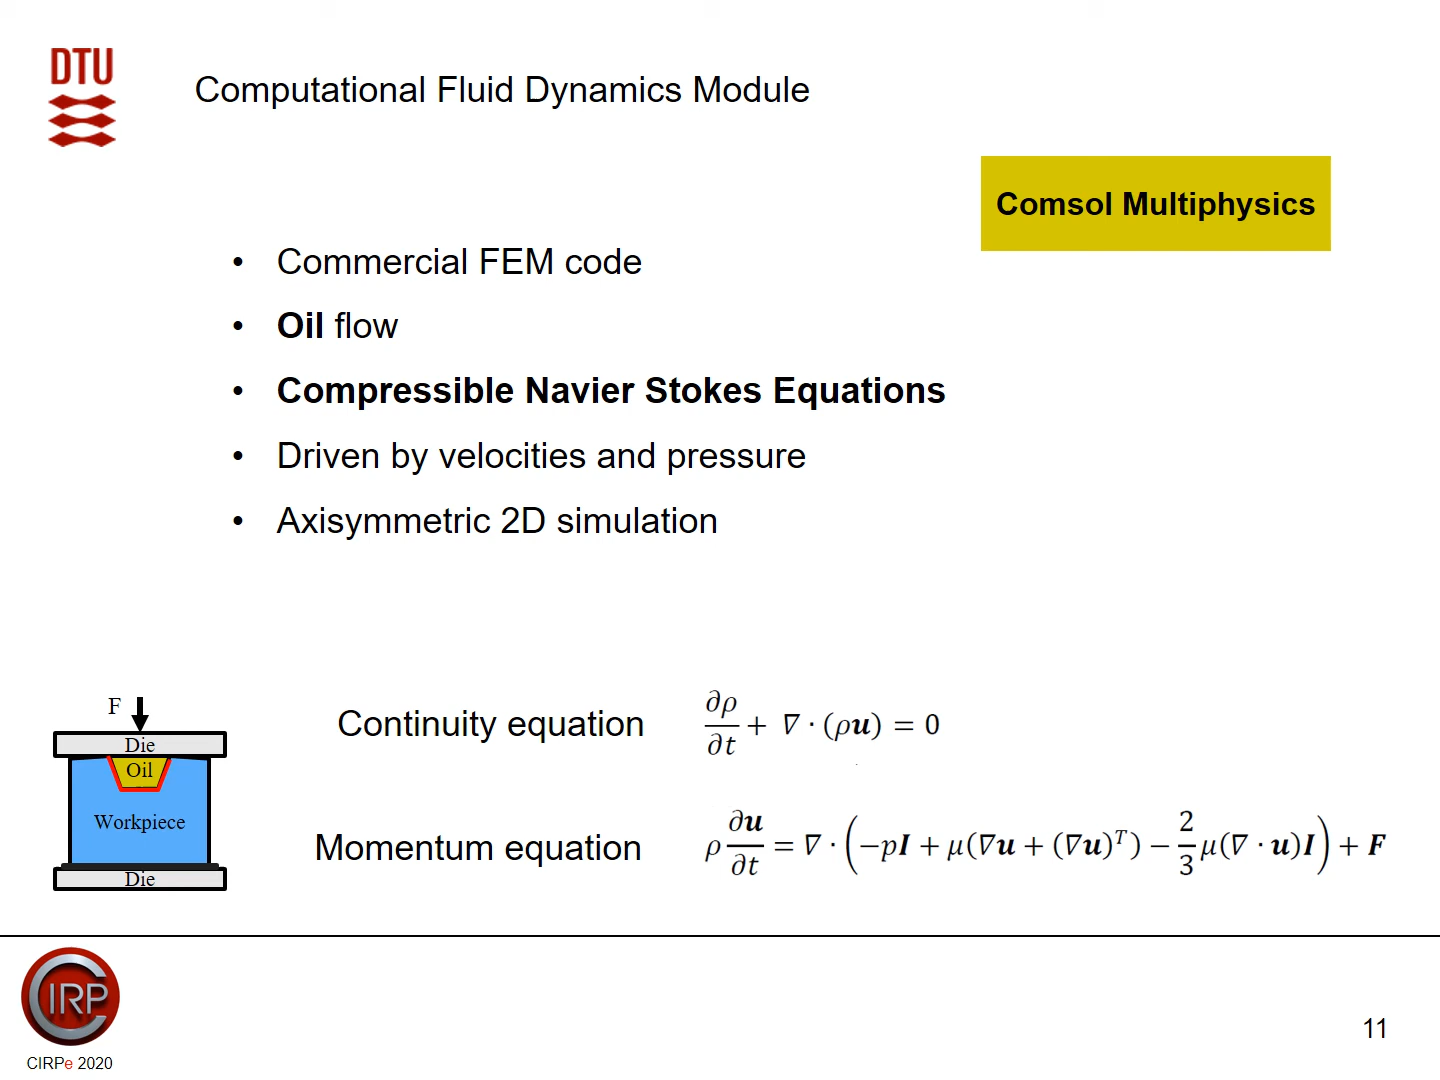 DTU
Computational Fluid Dynamics Module
Comsol Multiphysics
• Commercial FEM code
• Oil flow
• Compressible Navier Stokes Equations
• Driven by velocities and pressure
• Axisymmetric 2D simulation
F
Die
Oil
Workpiece
Die
Continuity equation ∂ρ/∂t + ∇ · (ρu) = 0
Momentum equation ρ ∂u/∂t = ∇ · (−pI + μ(∇u + (∇u)ᵀ) − 2/3 μ(∇ · u)I) + F
CIRP
CIRPe 2020
11